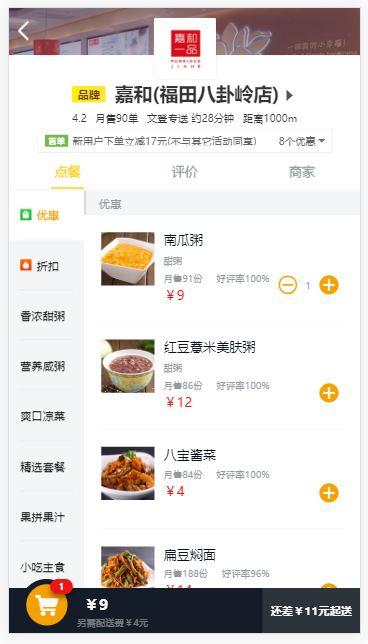 嘉和
一品
PORRIDGE
JIAHE
品牌 嘉和(福田八卦岭店)
4.2 · 月售90单 · 文登专送 约28分钟 · 距离1000m
首单 新用户下单立减17元(不与其它活动同享) 8个优惠
点餐 评价 商家
优惠
折扣
香浓甜粥
营养咸粥
爽口凉菜
精选套餐
果拼果汁
小吃主食
优惠
南瓜粥
甜粥
月售91份 好评率100%
¥9
1
红豆薏米美肤粥
甜粥
月售86份 好评率100%
¥12
八宝酱菜
月售84份 好评率100%
¥4
扁豆焖面
月售188份 好评率96%
¥14
1
¥9
另需配送费¥4元
还差¥11元起送